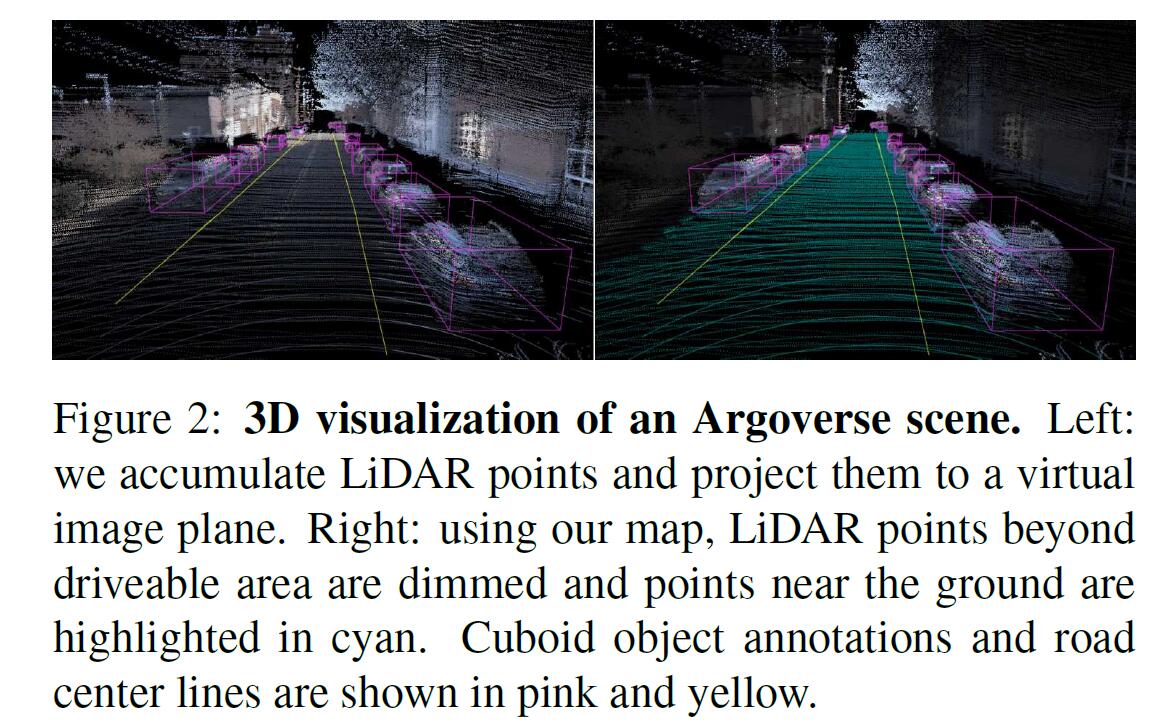 Figure 2: 3D visualization of an Argoverse scene. Left:
we accumulate LiDAR points and project them to a virtual
image plane. Right: using our map, LiDAR points beyond
driveable area are dimmed and points near the ground are
highlighted in cyan. Cuboid object annotations and road
center lines are shown in pink and yellow.